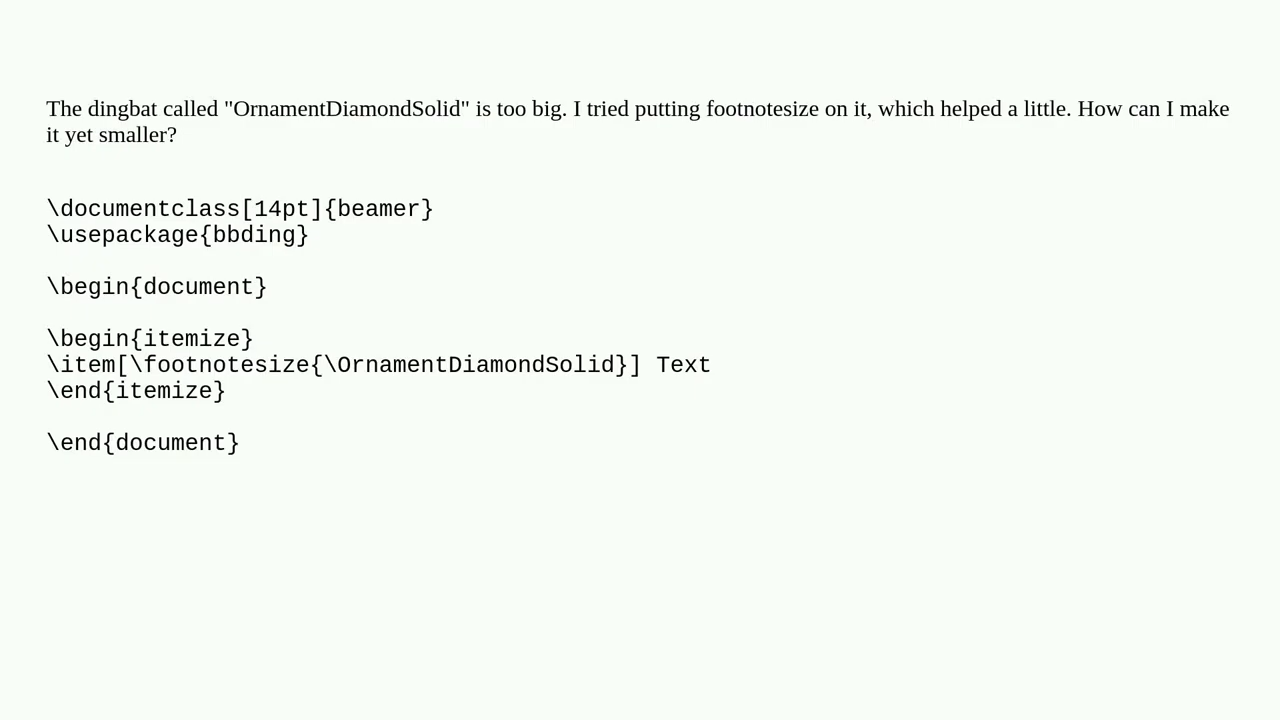 The dingbat called "OrnamentDiamondSolid" is too big. I tried putting footnotesize on it, which helped a little. How can I make
it yet smaller?
\documentclass[14pt]{beamer}
\usepackage{bbding}
\begin{document}
\begin{itemize}
\item[\footnotesize{\OrnamentDiamondSolid}] Text
\end{itemize}
\end{document}